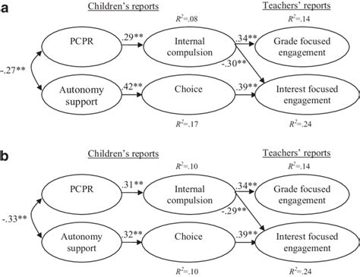 a
Children's reports Teachers' reports
R²=.08 R²=.14
PCPR .29** Internal compulsion .34** Grade focused engagement
-.27** -.30**
Autonomy support .42** Choice .39** Interest focused engagement
R²=.17 R²=.24
b
Children's reports Teachers' reports
R²=.10 R²=.14
PCPR .31** Internal compulsion .34** Grade focused engagement
-.33** -.29**
Autonomy support .32** Choice .39** Interest focused engagement
R²=.10 R²=.24